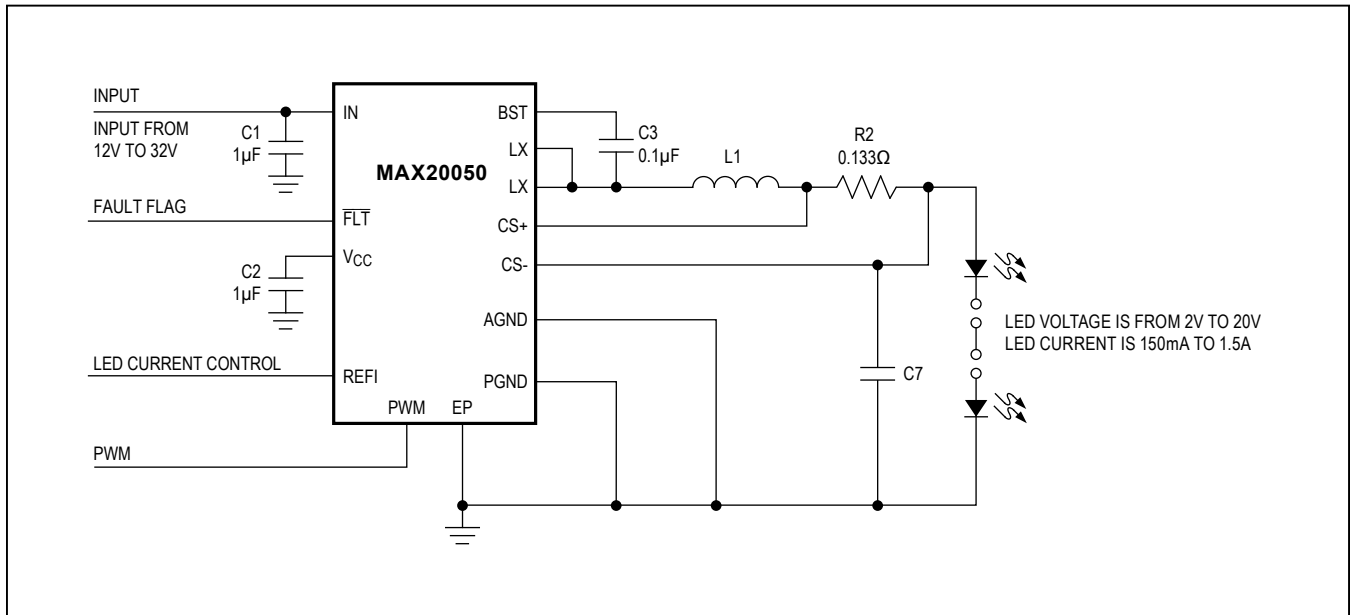 INPUT
INPUT FROM
12V TO 32V
C1
1µF
FAULT FLAG
C2
1µF
LED CURRENT CONTROL
PWM
IN
FLT
VCC
REFI
PWM
EP
MAX20050
BST
LX
LX
CS+
CS-
AGND
PGND
C3
0.1µF
L1
R2
0.133Ω
C7
LED VOLTAGE IS FROM 2V TO 20V
LED CURRENT IS 150mA TO 1.5A